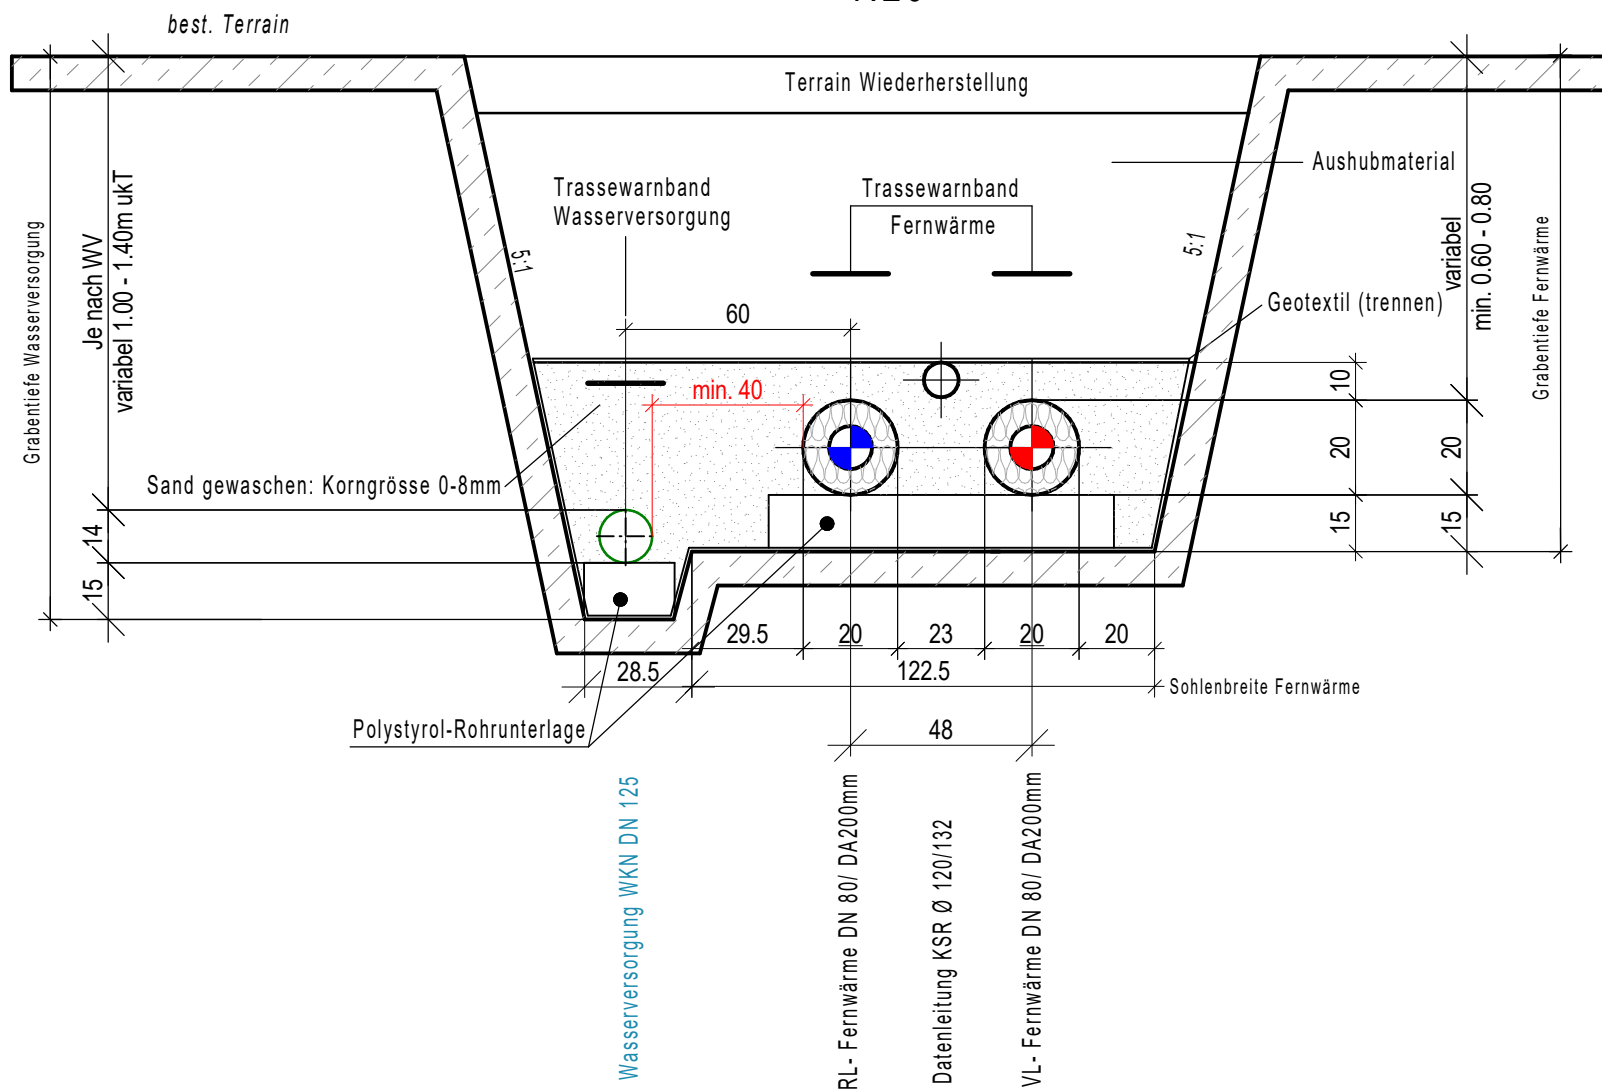 best. Terrain
Terrain Wiederherstellung
Aushubmaterial
Trassewarnband
Wasserversorgung
Trassewarnband
Fernwärme
5:1
5:1
Geotextil (trennen)
Grabentiefe Wasserversorgung
Je nach WV
variabel 1.00 - 1.40m ukT
variabel
min. 0.60 - 0.80
Grabentiefe Fernwärme
60
min. 40
10
20
20
15
15
Sand gewaschen: Korngrösse 0-8mm
14
15
29.5
20
23
20
20
28.5
122.5
Sohlenbreite Fernwärme
Polystyrol-Rohrunterlage
48
Wasserversorgung WKN DN 125
RL- Fernwärme DN 80/ DA200mm
Datenleitung KSR Ø 120/132
VL- Fernwärme DN 80/ DA200mm